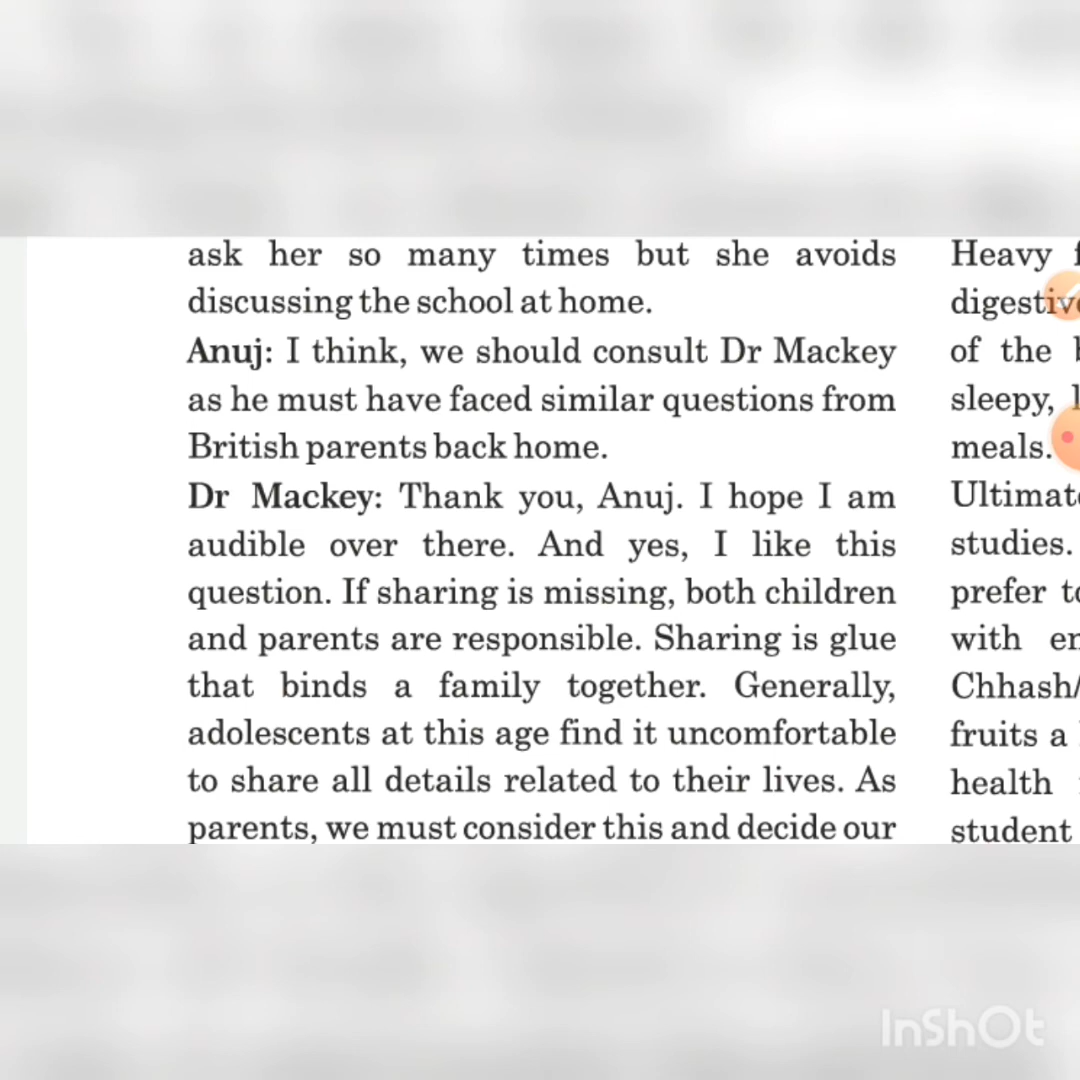 ask her so many times but she avoids
discussing the school at home.
Anuj: I think, we should consult Dr Mackey
as he must have faced similar questions from
British parents back home.
Dr Mackey: Thank you, Anuj. I hope I am
audible over there. And yes, I like this
question. If sharing is missing, both children
and parents are responsible. Sharing is glue
that binds a family together. Generally,
adolescents at this age find it uncomfortable
to share all details related to their lives. As
parents, we must consider this and decide our
Heavy
of the
sleepy,
meals.
studies.
prefer
with
Chhash/
fruits a
health
student
InShOt